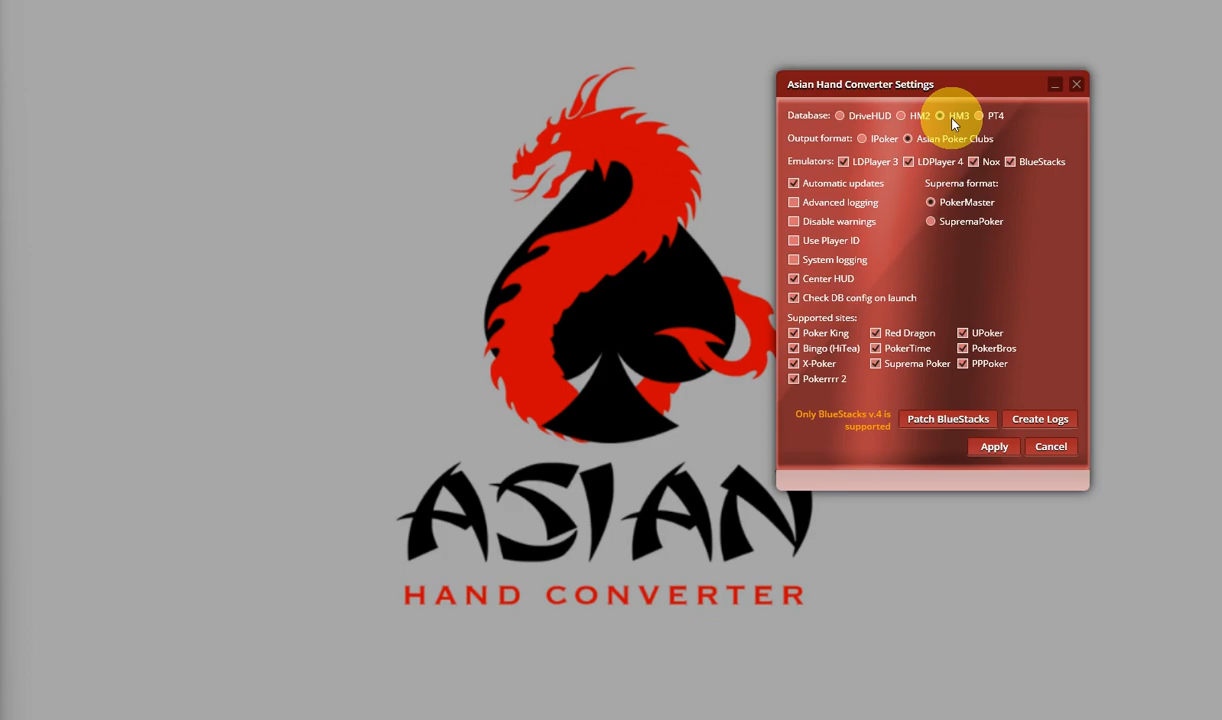 Asian Hand Converter Settings
Database: DriveHUD HM2 HM3 PT4
Output format: IPoker Asian Poker Clubs
Emulators: LDPlayer 3 LDPlayer 4 Nox BlueStacks
Automatic updates Suprema format:
Advanced logging PokerMaster
Disable warnings SupremaPoker
Use Player ID
System logging
Center HUD
Check DB config on launch
Supported sites:
Poker King Red Dragon UPoker
Bingo (HiTea) PokerTime PokerBros
X-Poker Suprema Poker PPPoker
Pokerrrr 2
Only BlueStacks v.4 is
supported
Patch BlueStacks Create Logs
Apply Cancel
ASIAN
HAND CONVERTER